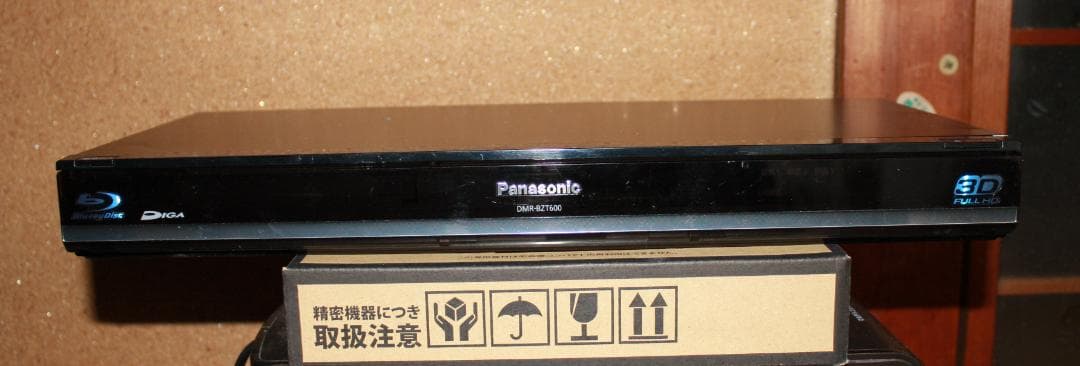 Panasonic
DMR-BZT600
Blu-ray Disc
DIGA
3D
FULL HD
精密機器につき
取扱注意